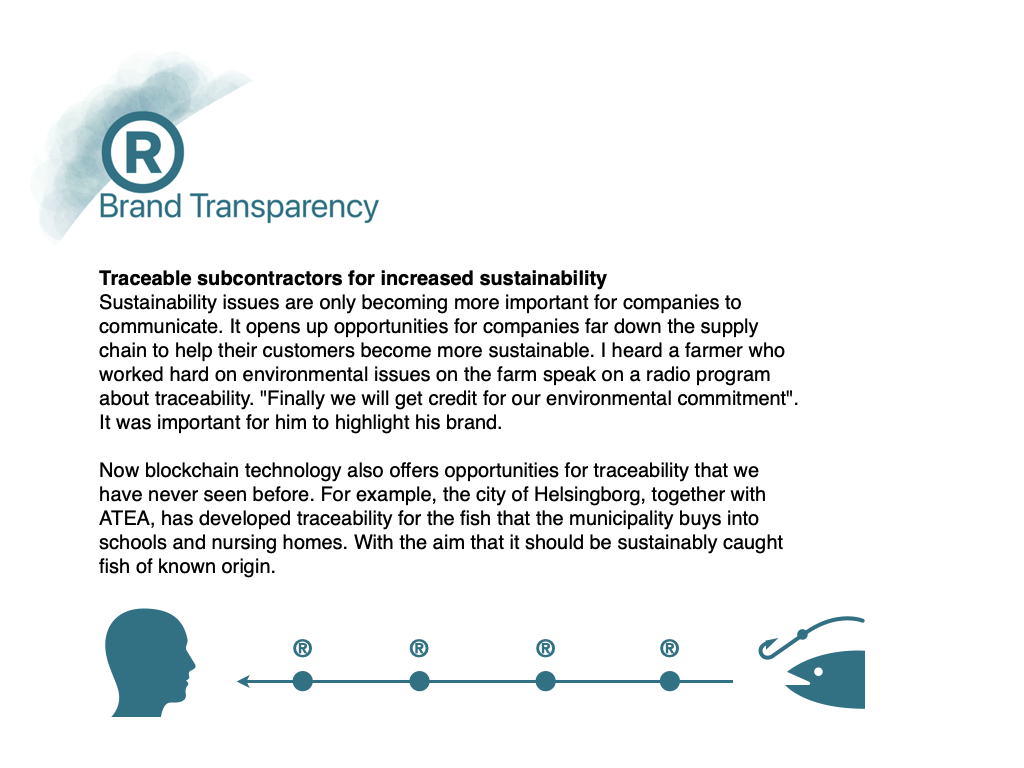 ®
Brand Transparency
Traceable subcontractors for increased sustainability
Sustainability issues are only becoming more important for companies to
communicate. It opens up opportunities for companies far down the supply
chain to help their customers become more sustainable. I heard a farmer who
worked hard on environmental issues on the farm speak on a radio program
about traceability. "Finally we will get credit for our environmental commitment".
It was important for him to highlight his brand.
Now blockchain technology also offers opportunities for traceability that we
have never seen before. For example, the city of Helsingborg, together with
ATEA, has developed traceability for the fish that the municipality buys into
schools and nursing homes. With the aim that it should be sustainably caught
fish of known origin.
® ® ® ®